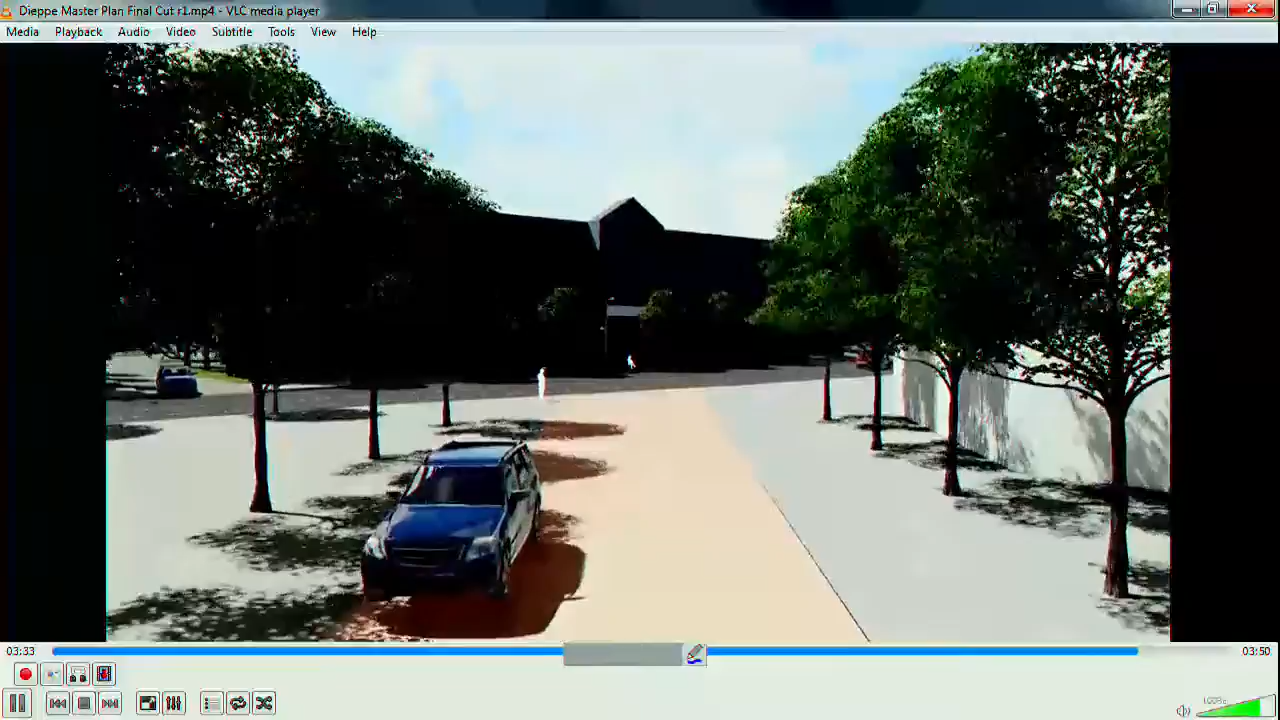 Dieppe Master Plan Final Cut r1.mp4 - VLC media player
Media Playback Audio Video Subtitle Tools View Help
03:33 03:50